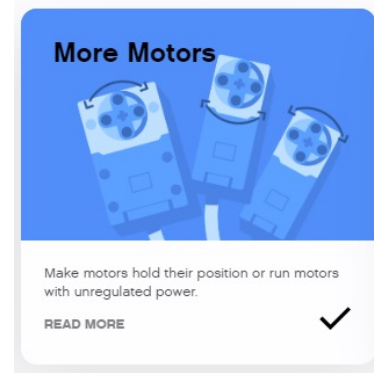 More Motors
Make motors hold their position or run motors
with unregulated power.
READ MORE